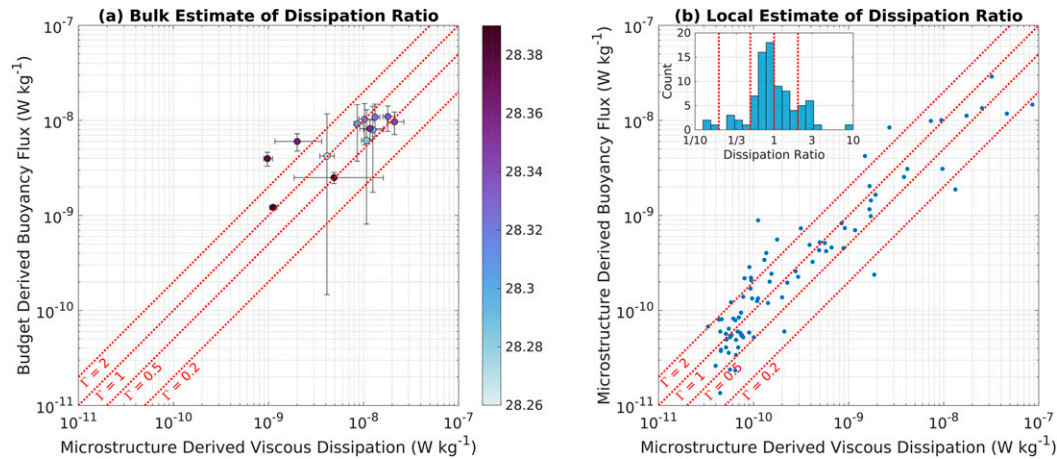 (a) Bulk Estimate of Dissipation Ratio
Budget Derived Buoyancy Flux (W kg⁻¹)
10⁻⁷
10⁻⁸
10⁻⁹
10⁻¹⁰
10⁻¹¹
Γ = 2
Γ = 1
Γ = 0.5
Γ = 0.2
10⁻¹¹ 10⁻¹⁰ 10⁻⁹ 10⁻⁸ 10⁻⁷
Microstructure Derived Viscous Dissipation (W kg⁻¹)
28.38
28.36
28.34
28.32
28.30
28.28
28.26
(b) Local Estimate of Dissipation Ratio
Microstructure Derived Buoyancy Flux (W kg⁻¹)
10⁻⁷
10⁻⁸
10⁻⁹
10⁻¹⁰
10⁻¹¹
Count
20
15
10
5
0
1/10 1/3 1 3 10
Dissipation Ratio
Γ = 2
Γ = 1
Γ = 0.5
Γ = 0.2
10⁻¹¹ 10⁻¹⁰ 10⁻⁹ 10⁻⁸ 10⁻⁷
Microstructure Derived Viscous Dissipation (W kg⁻¹)